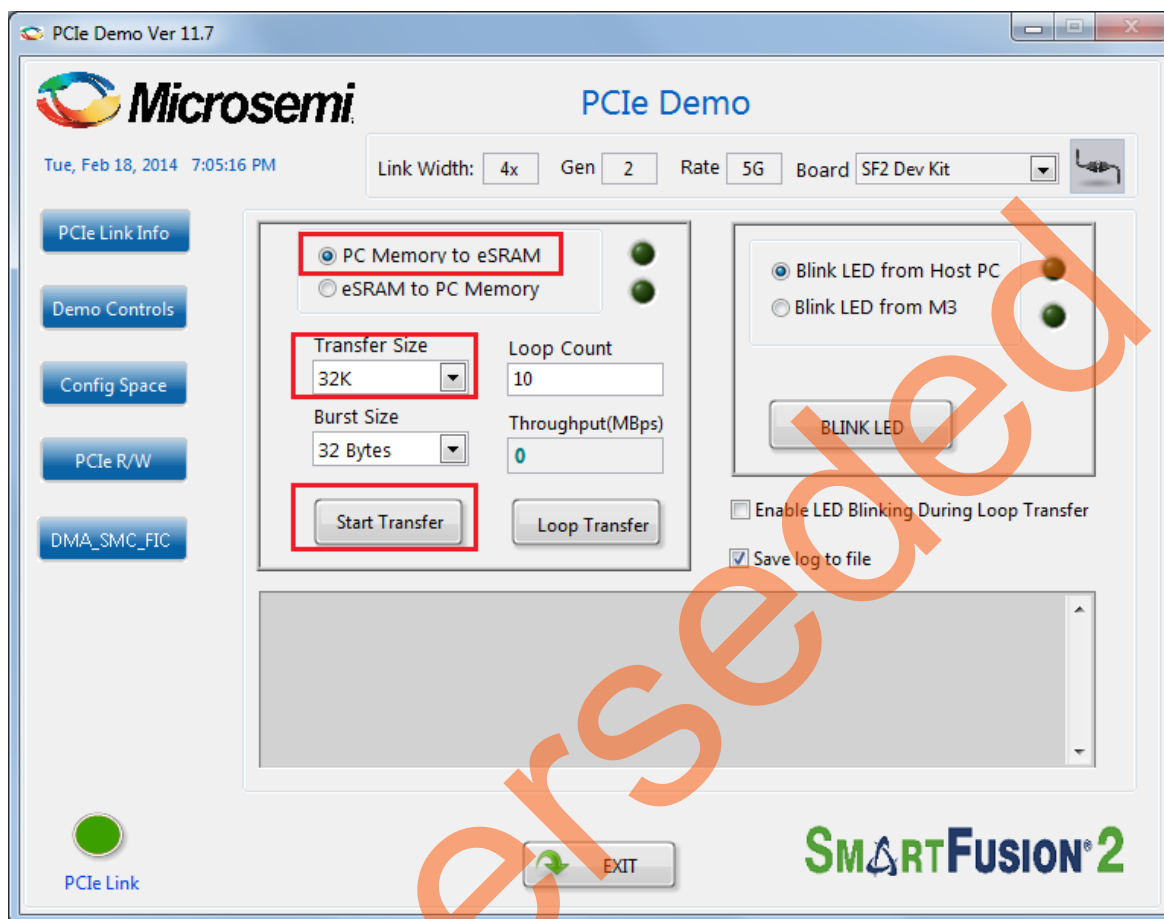 PCIe Demo Ver 11.7
Microsemi
PCIe Demo
Tue, Feb 18, 2014 7:05:16 PM
Link Width: 4x Gen 2 Rate 5G Board SF2 Dev Kit
PCIe Link Info
Demo Controls
Config Space
PCIe R/W
DMA_SMC_FIC
PC Memory to eSRAM
eSRAM to PC Memory
Transfer Size
32K
Loop Count
10
Burst Size
32 Bytes
Throughput(MBps)
0
Start Transfer
Loop Transfer
Blink LED from Host PC
Blink LED from M3
BLINK LED
Enable LED Blinking During Loop Transfer
Save log to file
PCIe Link
EXIT
SMARTFUSION®2
erseded